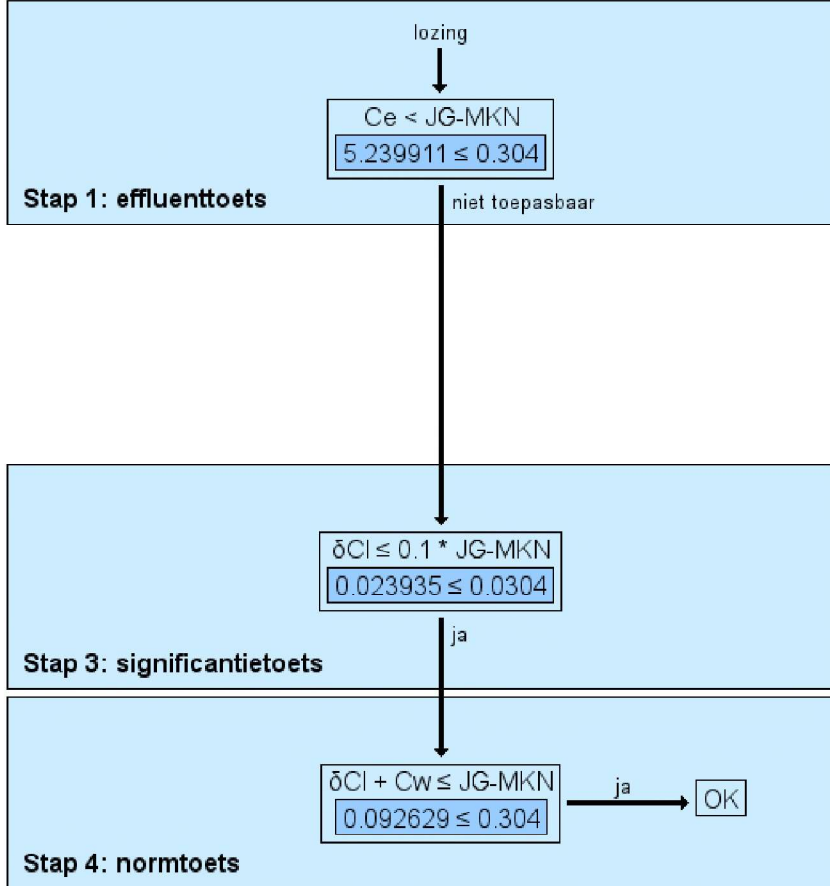 lozing
Ce < JG-MKN
5.239911 ≤ 0.304
Stap 1: effluenttoets
niet toepasbaar
δCl ≤ 0.1 * JG-MKN
0.023935 ≤ 0.0304
ja
Stap 3: significantietoets
δCl + Cw ≤ JG-MKN
0.092629 ≤ 0.304
ja
OK
Stap 4: normtoets